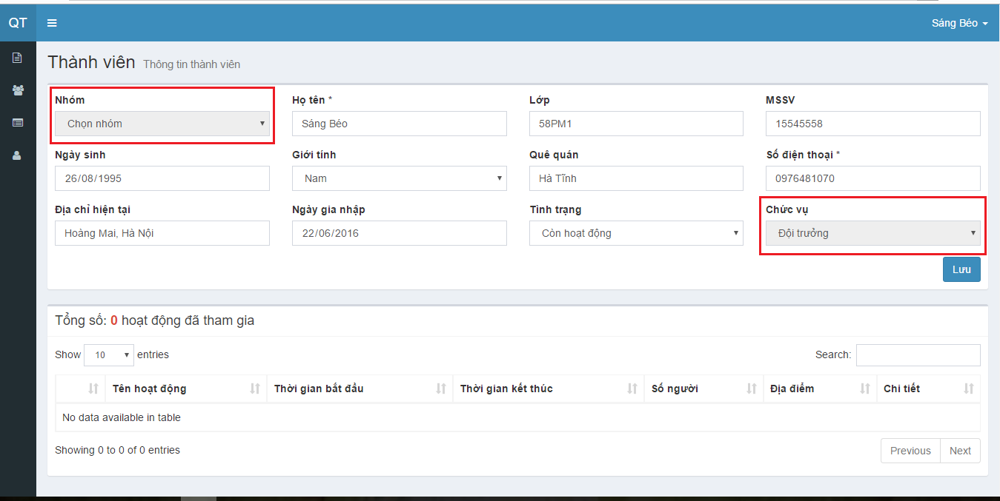 QT
Sáng Béo
Thành viên Thông tin thành viên
Nhóm Họ tên * Lớp MSSV
Chọn nhóm Sáng Béo 58PM1 15545558
Ngày sinh Giới tính Quê quán Số điện thoại *
26/08/1995 Nam Hà Tĩnh 0976481070
Địa chỉ hiện tại Ngày gia nhập Tình trạng Chức vụ
Hoàng Mai, Hà Nội 22/06/2016 Còn hoạt động Đội trưởng
Lưu
Tổng số: 0 hoạt động đã tham gia
Show 10 entries Search:
Tên hoạt động Thời gian bắt đầu Thời gian kết thúc Số người Địa điểm Chi tiết
No data available in table
Showing 0 to 0 of 0 entries Previous Next